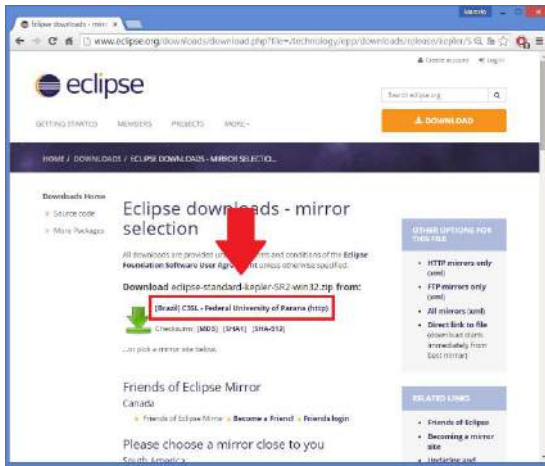 Eclipse downloads - mirr
Marcelo
www.eclipse.org/downloads/download.php?file=/technology/epp/downloads/release/kepler/S
Create account Log in
eclipse
Search eclipse.org
GETTING STARTED MEMBERS PROJECTS MORE
DOWNLOAD
HOME / DOWNLOADS / ECLIPSE DOWNLOADS - MIRROR SELECTIO...
Downloads Home
Source code
More Packages
Eclipse downloads - mirror
selection
All downloads are provided under the terms and conditions of the Eclipse
Foundation Software User Agreement unless otherwise specified.
Download eclipse-standard-kepler-SR2-win32.zip from:
[Brazil] C3SL - Federal University of Parana (http)
Checksums: [MD5] [SHA1] [SHA-512]
...or pick a mirror site below.
Friends of Eclipse Mirror
Canada
Friends of Eclipse Mirror Become a Friend! Friends login
Please choose a mirror close to you
South America
OTHER OPTIONS FOR
THIS FILE
HTTP mirrors only
(xml)
FTP mirrors only
(xml)
All mirrors (xml)
Direct link to file
(download starts
immediately from
best mirror)
RELATED LINKS
Friends of Eclipse
Becoming a mirror
site
Updating and